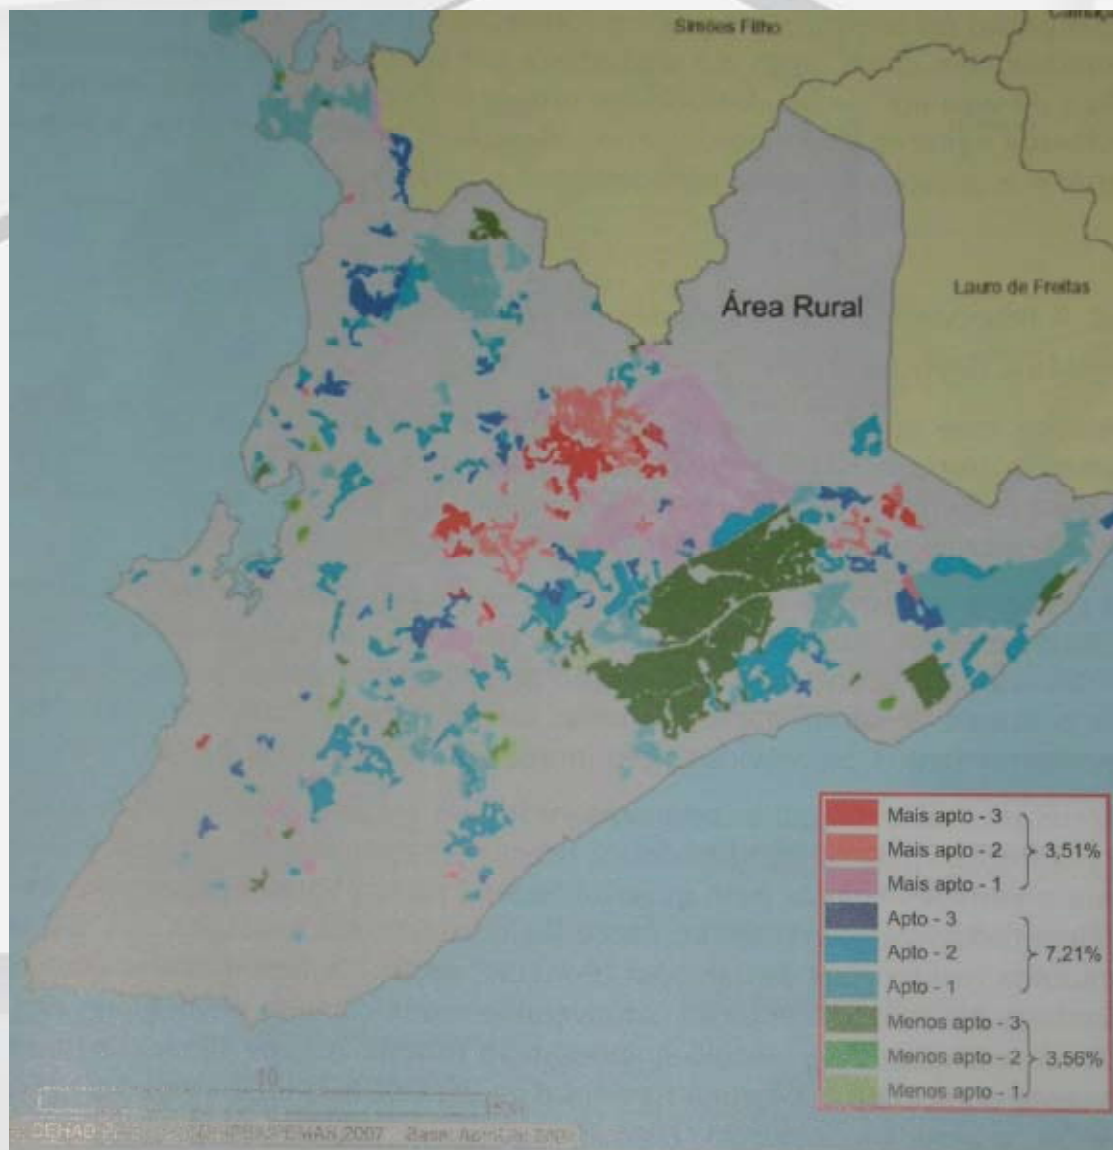 Simões Filho
Área Rural
Lauro de Freitas
Mais apto - 3
Mais apto - 2
3,51%
Mais apto - 1
Apto - 3
Apto - 2
7,21%
Apto - 1
Menos apto - 3
Menos apto - 2
3,56%
Menos apto - 1
10
2007 Base: